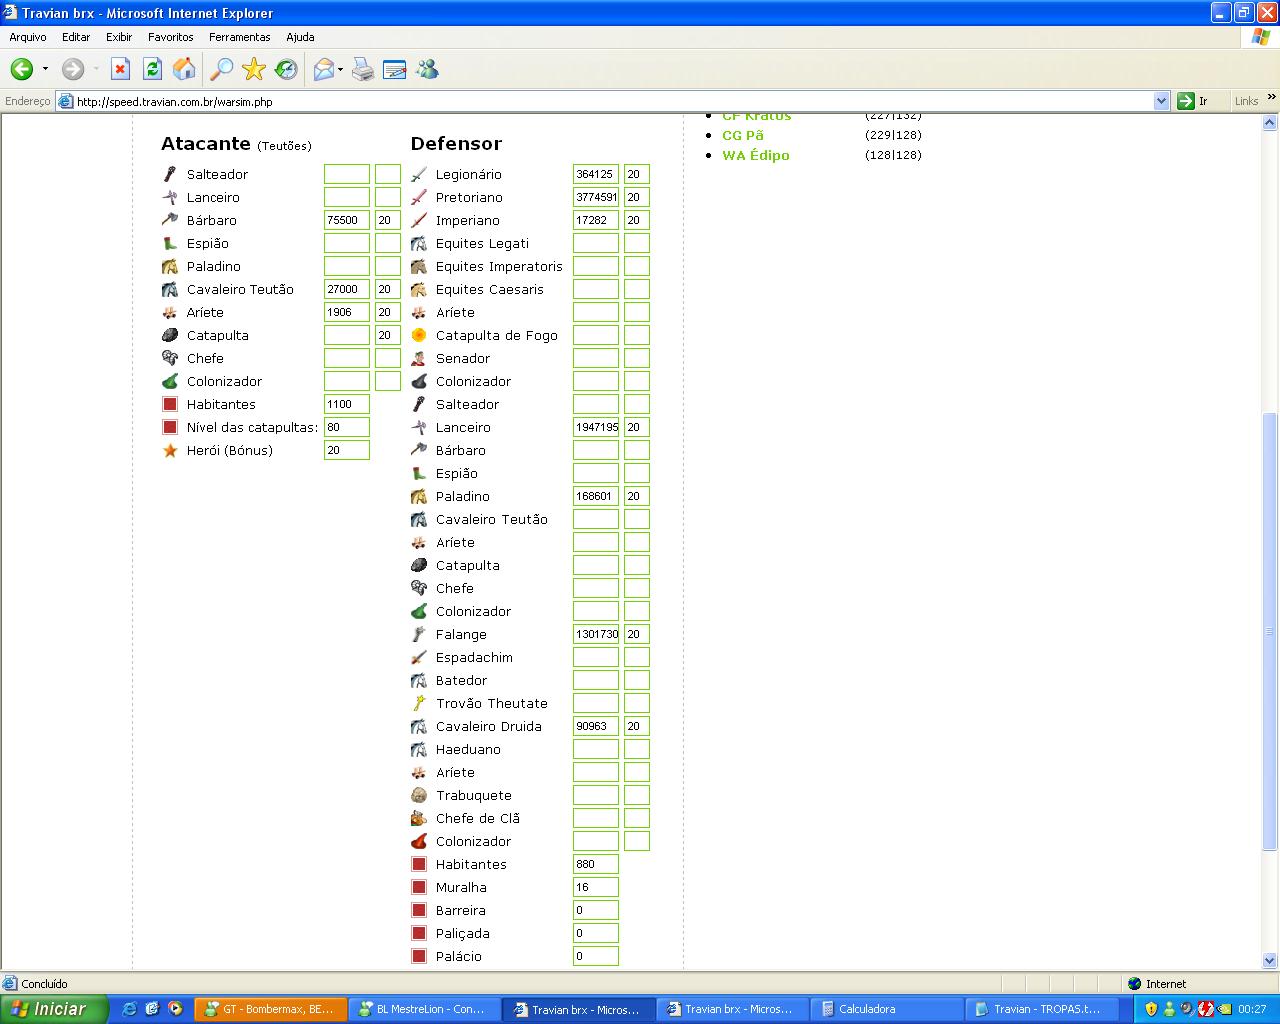 Travian brx - Microsoft Internet Explorer
Arquivo Editar Exibir Favoritos Ferramentas Ajuda
Endereço http://speed.travian.com.br/warsim.php Ir Links »
CF Kratus (227|132)
CG Pã (229|128)
WA Édipo (128|128)
Atacante (Teutões)
Salteador
Lanceiro
Bárbaro 75500 20
Espião
Paladino
Cavaleiro Teutão 27000 20
Aríete 1906 20
Catapulta 20
Chefe
Colonizador
Habitantes 1100
Nível das catapultas: 80
Herói (Bónus) 20
Defensor
Legionário 364125 20
Pretoriano 3774591 20
Imperiano 17282 20
Equites Legati
Equites Imperatoris
Equites Caesaris
Aríete
Catapulta de Fogo
Senador
Colonizador
Salteador
Lanceiro 1947195 20
Bárbaro
Espião
Paladino 168601 20
Cavaleiro Teutão
Aríete
Catapulta
Chefe
Colonizador
Falange 1301730 20
Espadachim
Batedor
Trovão Theutate
Cavaleiro Druida 90963 20
Haeduano
Aríete
Trabuquete
Chefe de Clã
Colonizador
Habitantes 880
Muralha 16
Barreira 0
Paliçada 0
Palácio 0
Concluído Internet
Iniciar GT - Bombermax, BE... BL MestreLion - Con... Travian brx - Micros... Travian brx - Micros... Calculadora Travian - TROPAS.t... 00:27